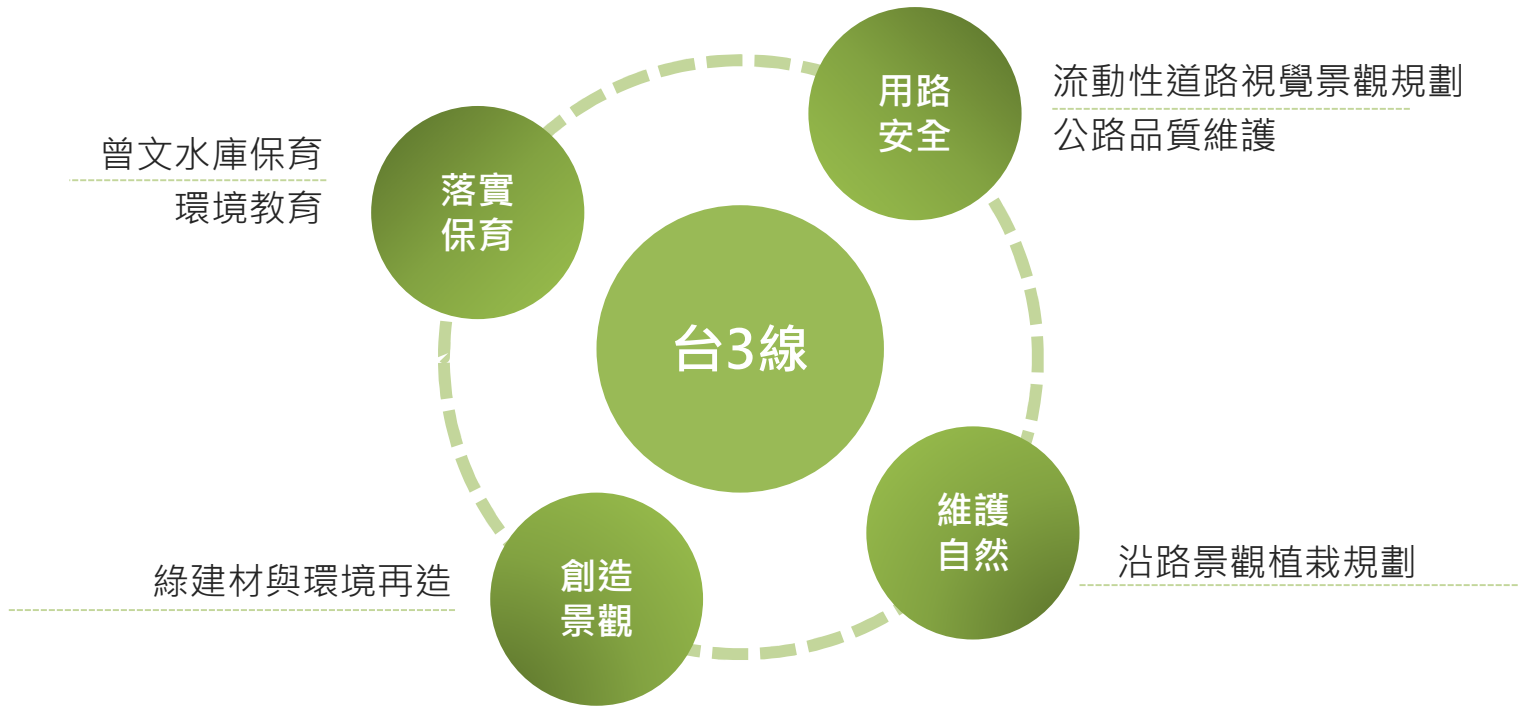 用路
安全
流動性道路視覺景觀規劃
公路品質維護
曾文水庫保育
環境教育
落實
保育
台3線
維護
自然
沿路景觀植栽規劃
綠建材與環境再造
創造
景觀